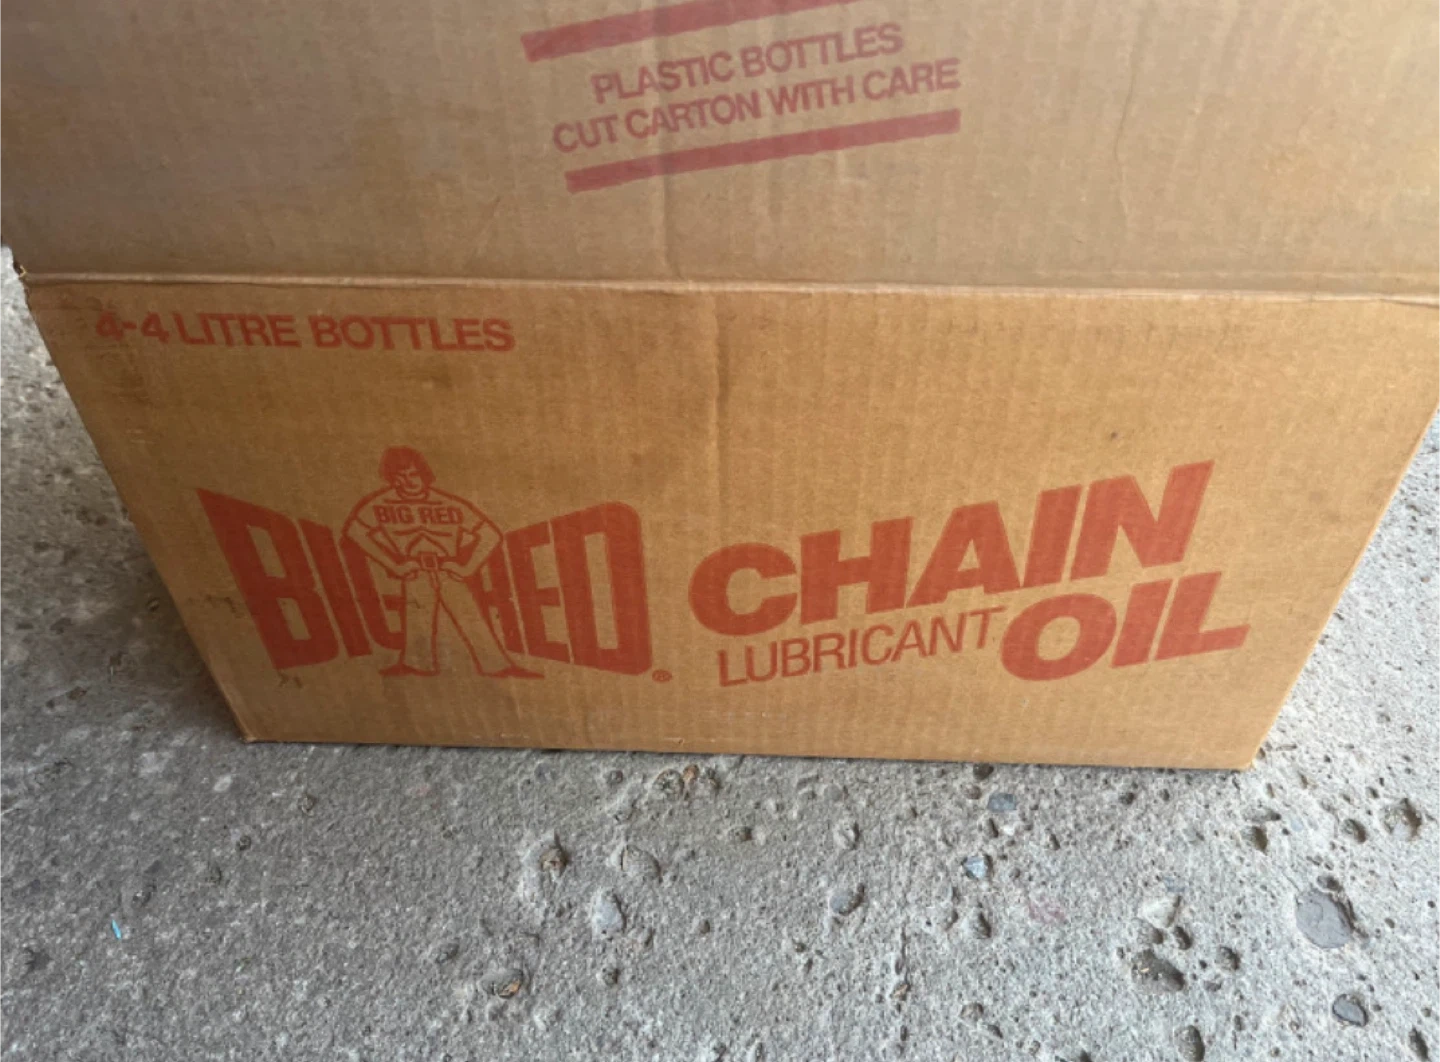 PLASTIC BOTTLES
CUT CARTON WITH CARE
4-4 LITRE BOTTLES
BIG RED
BIG RED®
CHAIN
LUBRICANT OIL